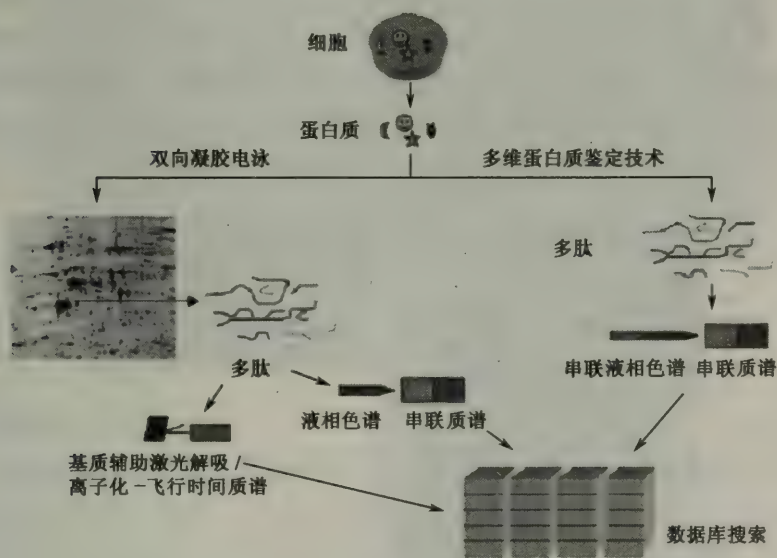 细胞
蛋白质
双向凝胶电泳
多维蛋白质鉴定技术
多肽
多肽
串联液相色谱 串联质谱
液相色谱 串联质谱
基质辅助激光解吸/
离子化-飞行时间质谱
数据库搜索